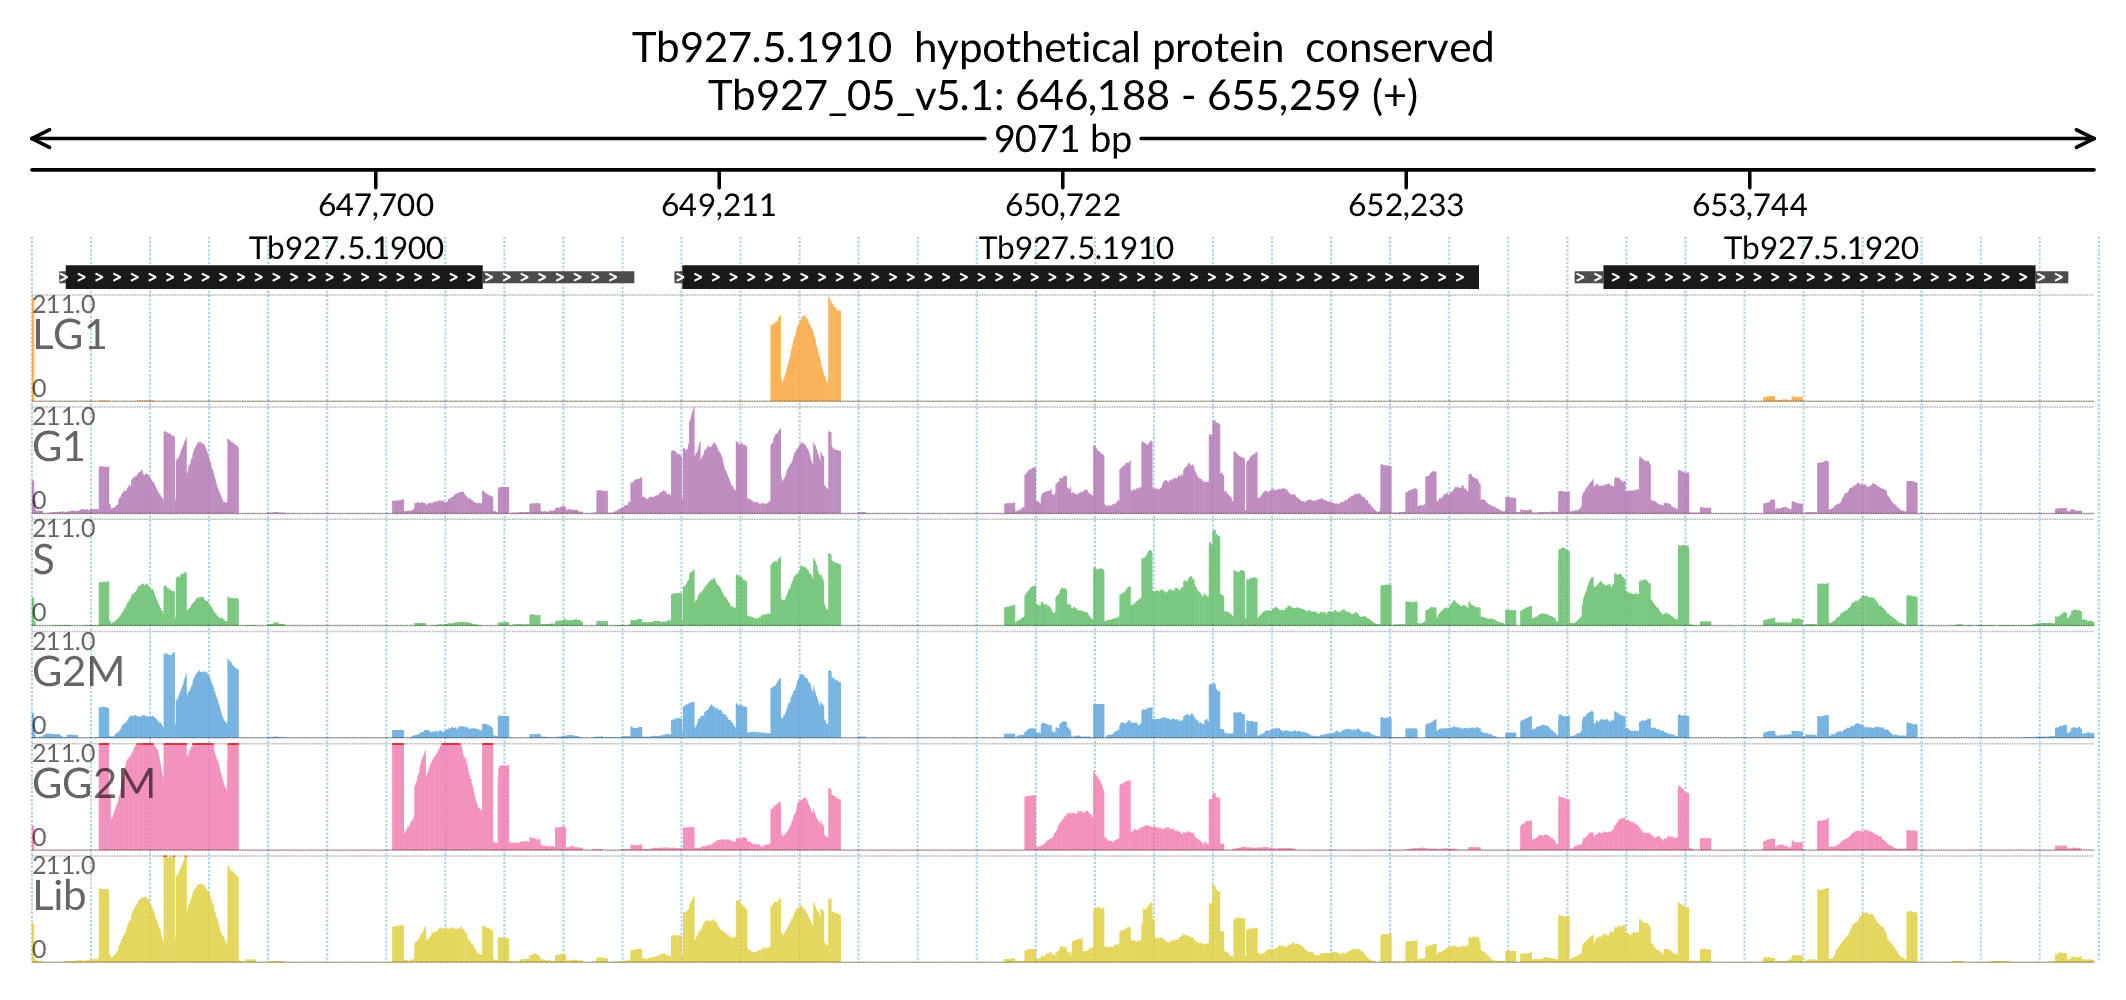 Tb927.5.1910 hypothetical protein conserved
Tb927_05_v5.1: 646,188 - 655,259 (+)
9071 bp
647,700 649,211 650,722 652,233 653,744
Tb927.5.1900 Tb927.5.1910 Tb927.5.1920
211.0
LG1
0
211.0
G1
0
211.0
S
0
211.0
G2M
0
211.0
GG2M
0
211.0
Lib
0